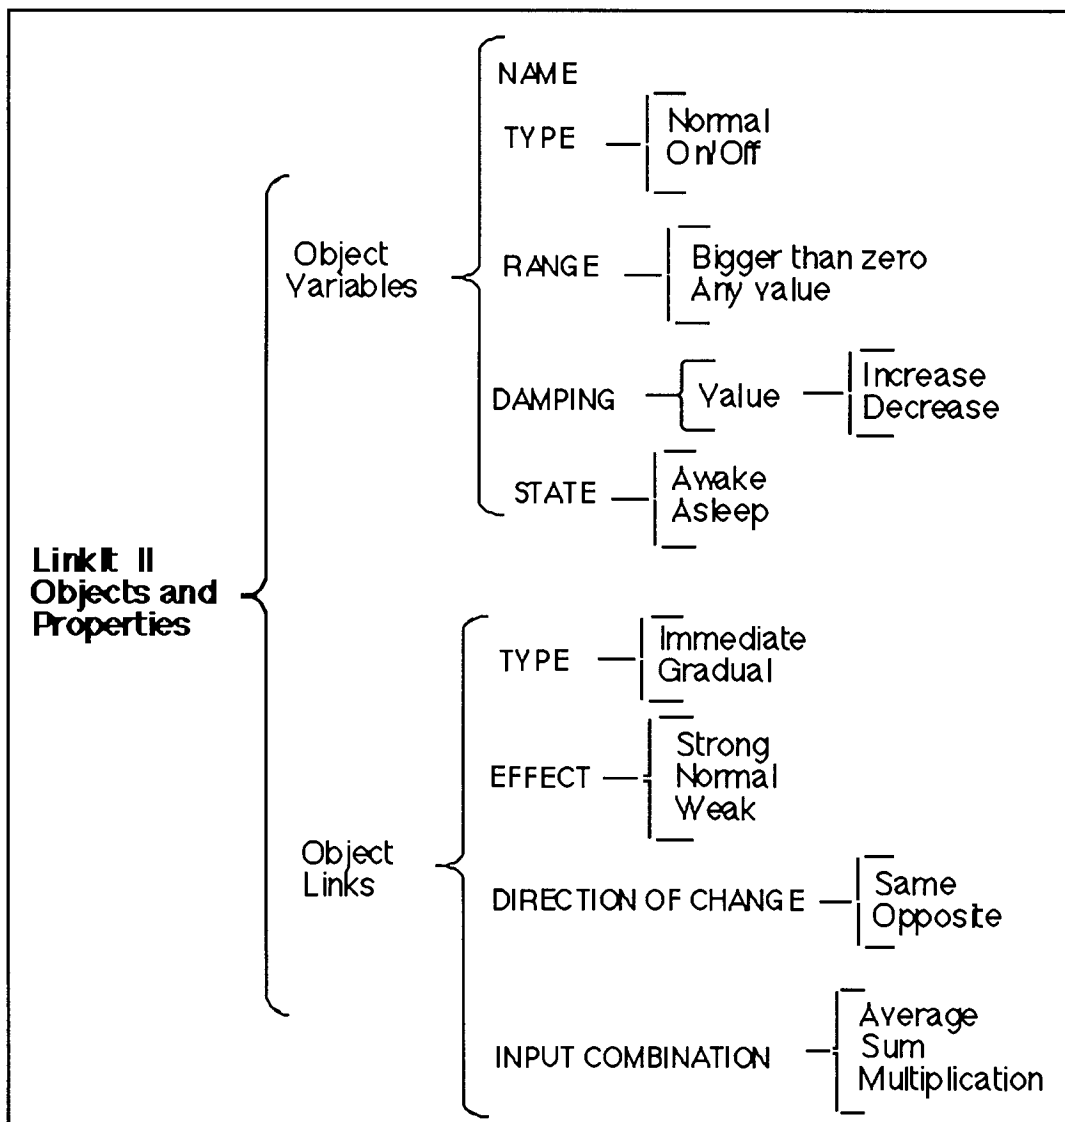 NAME
TYPE
Normal
On/Off
Object
Variables
RANGE
Bigger than zero
Any value
DAMPING
Value
Increase
Decrease
STATE
Awake
Asleep
LinkIt II
Objects and
Properties
TYPE
Immediate
Gradual
EFFECT
Strong
Normal
Weak
Object
Links
DIRECTION OF CHANGE
Same
Opposite
INPUT COMBINATION
Average
Sum
Multiplication